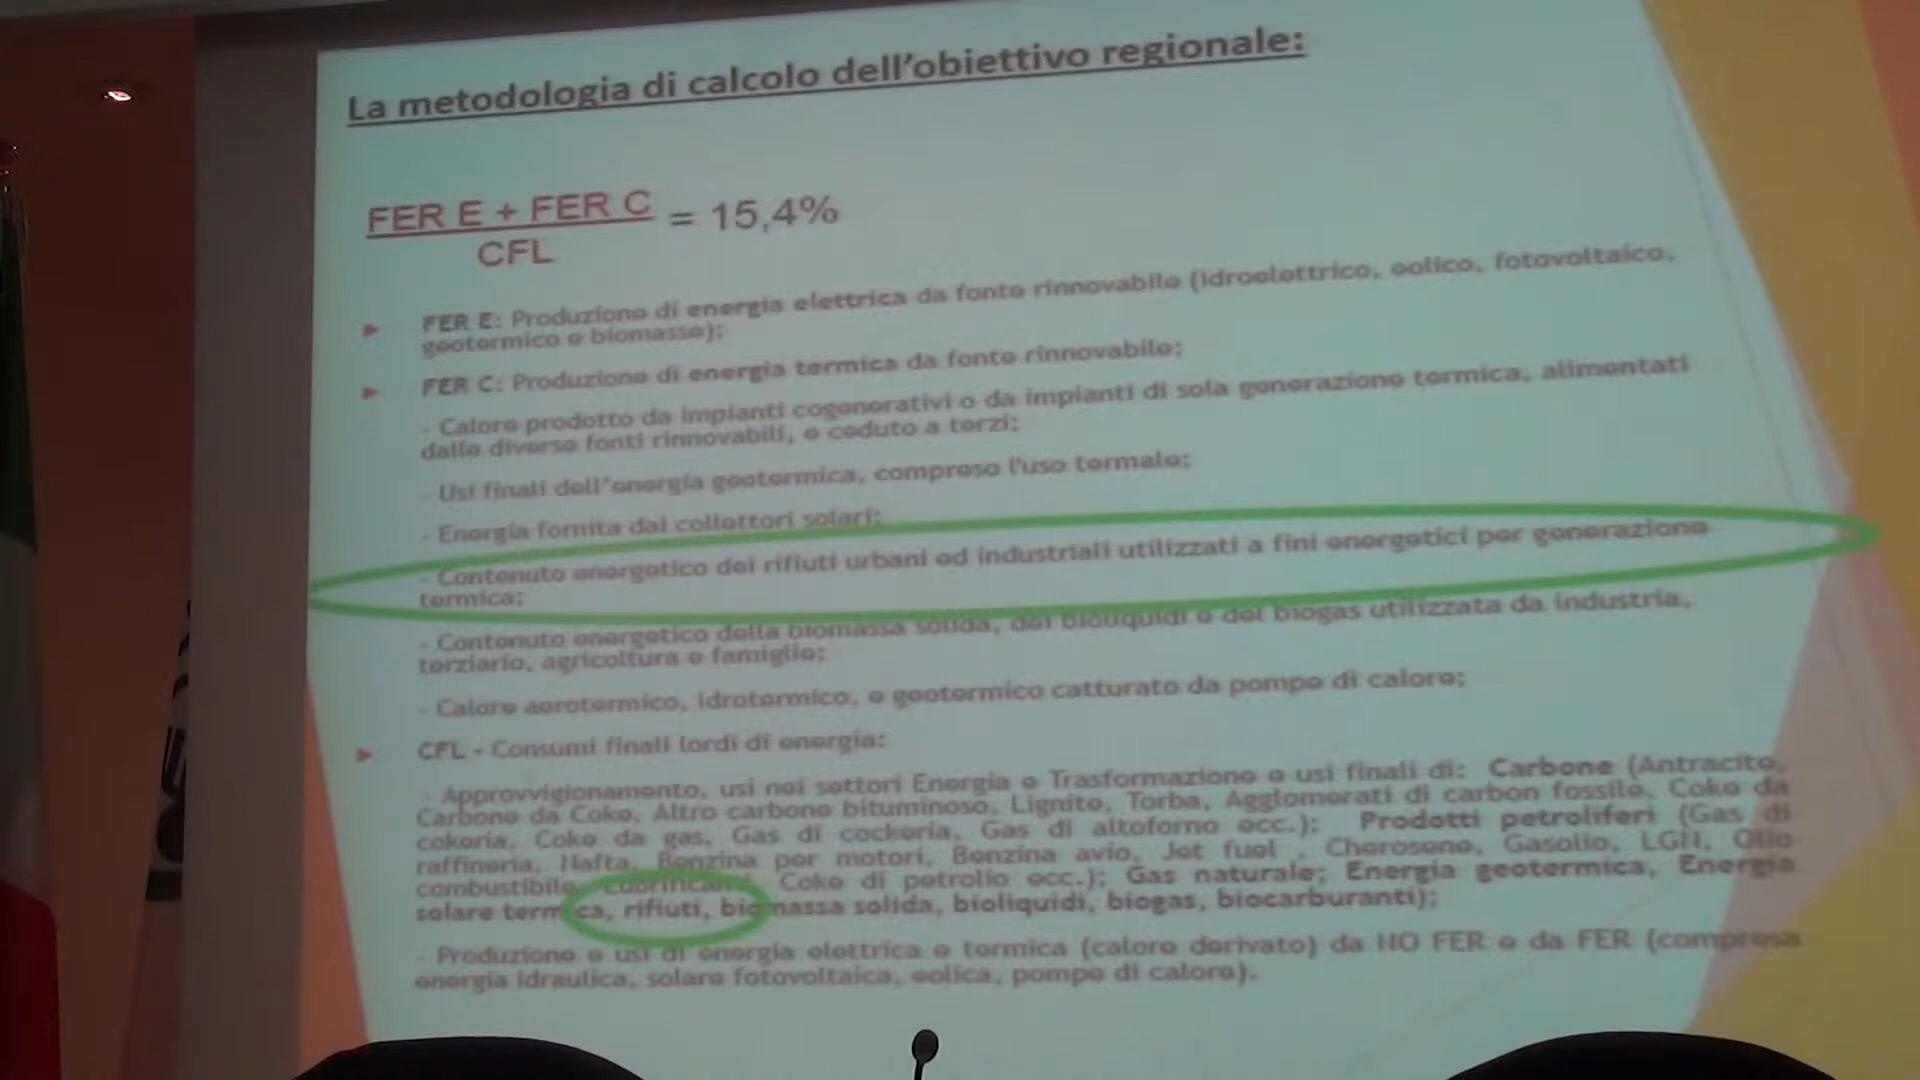 La metodologia di calcolo dell'obiettivo regionale:
FER E + FER C
CFL
= 15,4%
FER E: Produzione di energia elettrica da fonte rinnovabile (idroelettrico, eolico, fotovoltaico,
geotermico e biomasse);
FER C: Produzione di energia termica da fonte rinnovabile;
- Calore prodotto da impianti cogenerativi o da impianti di sola generazione termica, alimentati
dalle diverse fonti rinnovabili, e ceduto a terzi;
- Usi finali dell'energia geotermica, compreso l'uso termale;
- Energia fornita dai collettori solari;
- Contenuto energetico dei rifiuti urbani ed industriali utilizzati a fini energetici per generazione
termica;
- Contenuto energetico della biomassa solida, dei bioliquidi e del biogas utilizzata da industria,
terziario, agricoltura e famiglie;
- Calore aerotermico, idrotermico, e geotermico catturato da pompe di calore;
CFL - Consumi finali lordi di energia:
- Approvvigionamento, usi nei settori Energia e Trasformazione e usi finali di: Carbone (Antracite,
Carbone da Coke, Altro carbone bituminoso, Lignite, Torba, Agglomerati di carbon fossile, Coke da
cokeria, Coke da gas, Gas di cockeria, Gas di altoforno ecc.); Prodotti petroliferi (Gas di
raffineria, Nafta, Benzina per motori, Benzina avio, Jet fuel , Cherosene, Gasolio, LGN, Olio
combustibile, Lubrificanti, Coke di petrolio ecc.); Gas naturale; Energia geotermica, Energia
solare termica, rifiuti, biomassa solida, bioliquidi, biogas, biocarburanti);
- Produzione e usi di energia elettrica e termica (calore derivato) da NO FER e da FER (compresa
energia idraulica, solare fotovoltaica, eolica, pompe di calore).